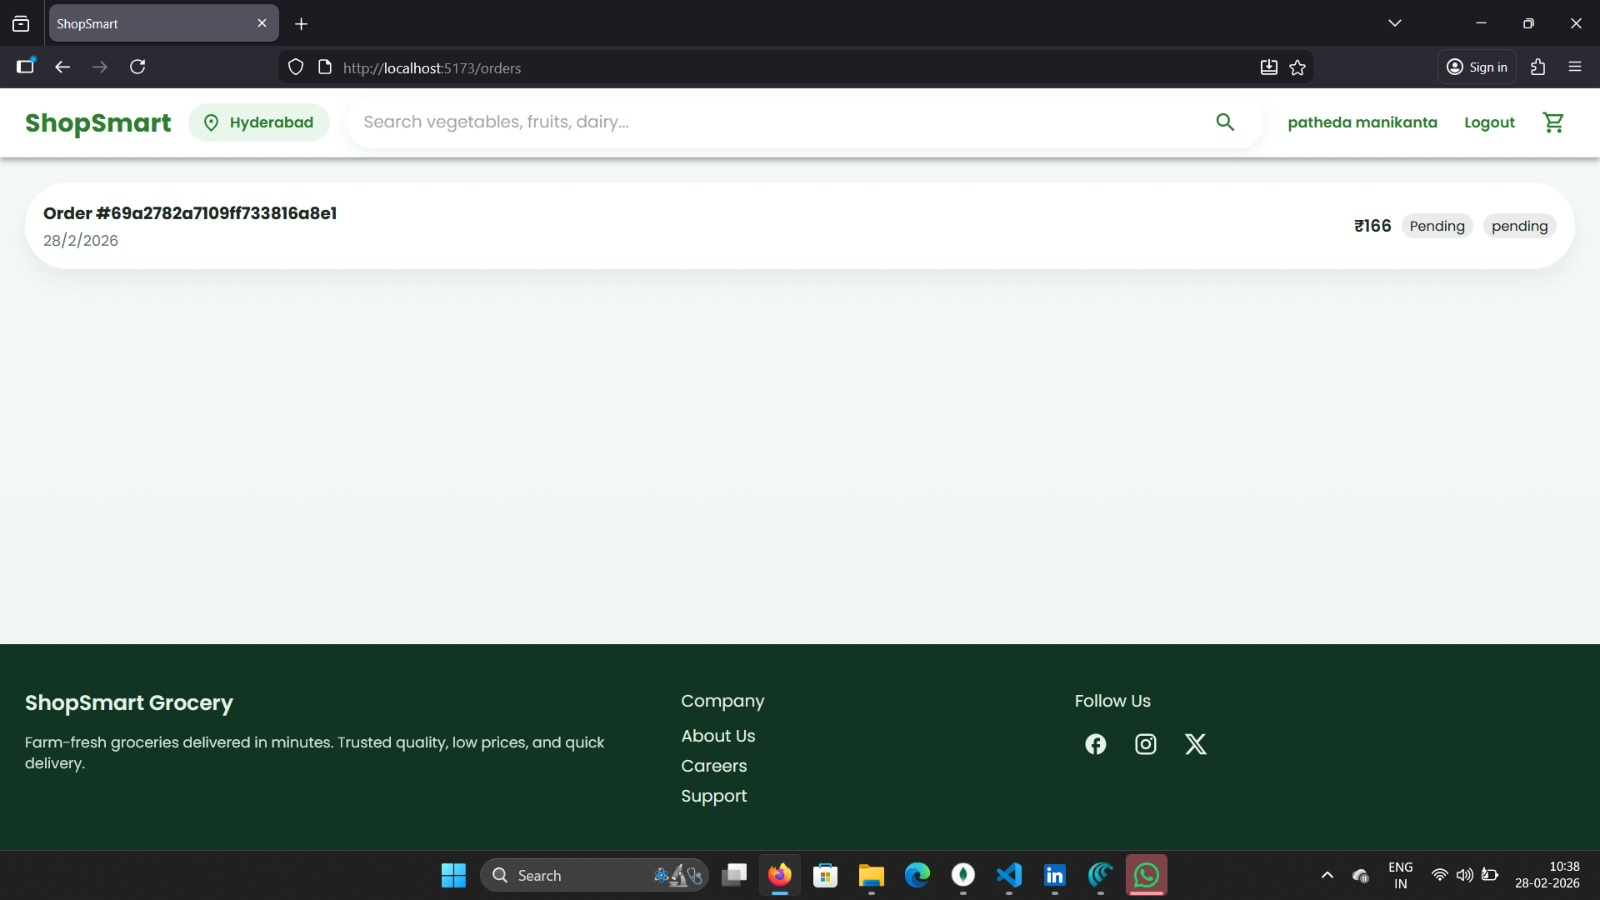 ShopSmart
http://localhost:5173/orders
Sign in
ShopSmart
Hyderabad
Search vegetables, fruits, dairy...
patheda manikanta
Logout
Order #69a2782a7109ff733816a8e1
28/2/2026
₹166
Pending
pending
ShopSmart Grocery
Farm-fresh groceries delivered in minutes. Trusted quality, low prices, and quick
delivery.
Company
About Us
Careers
Support
Follow Us
Search
ENG
IN
10:38
28-02-2026